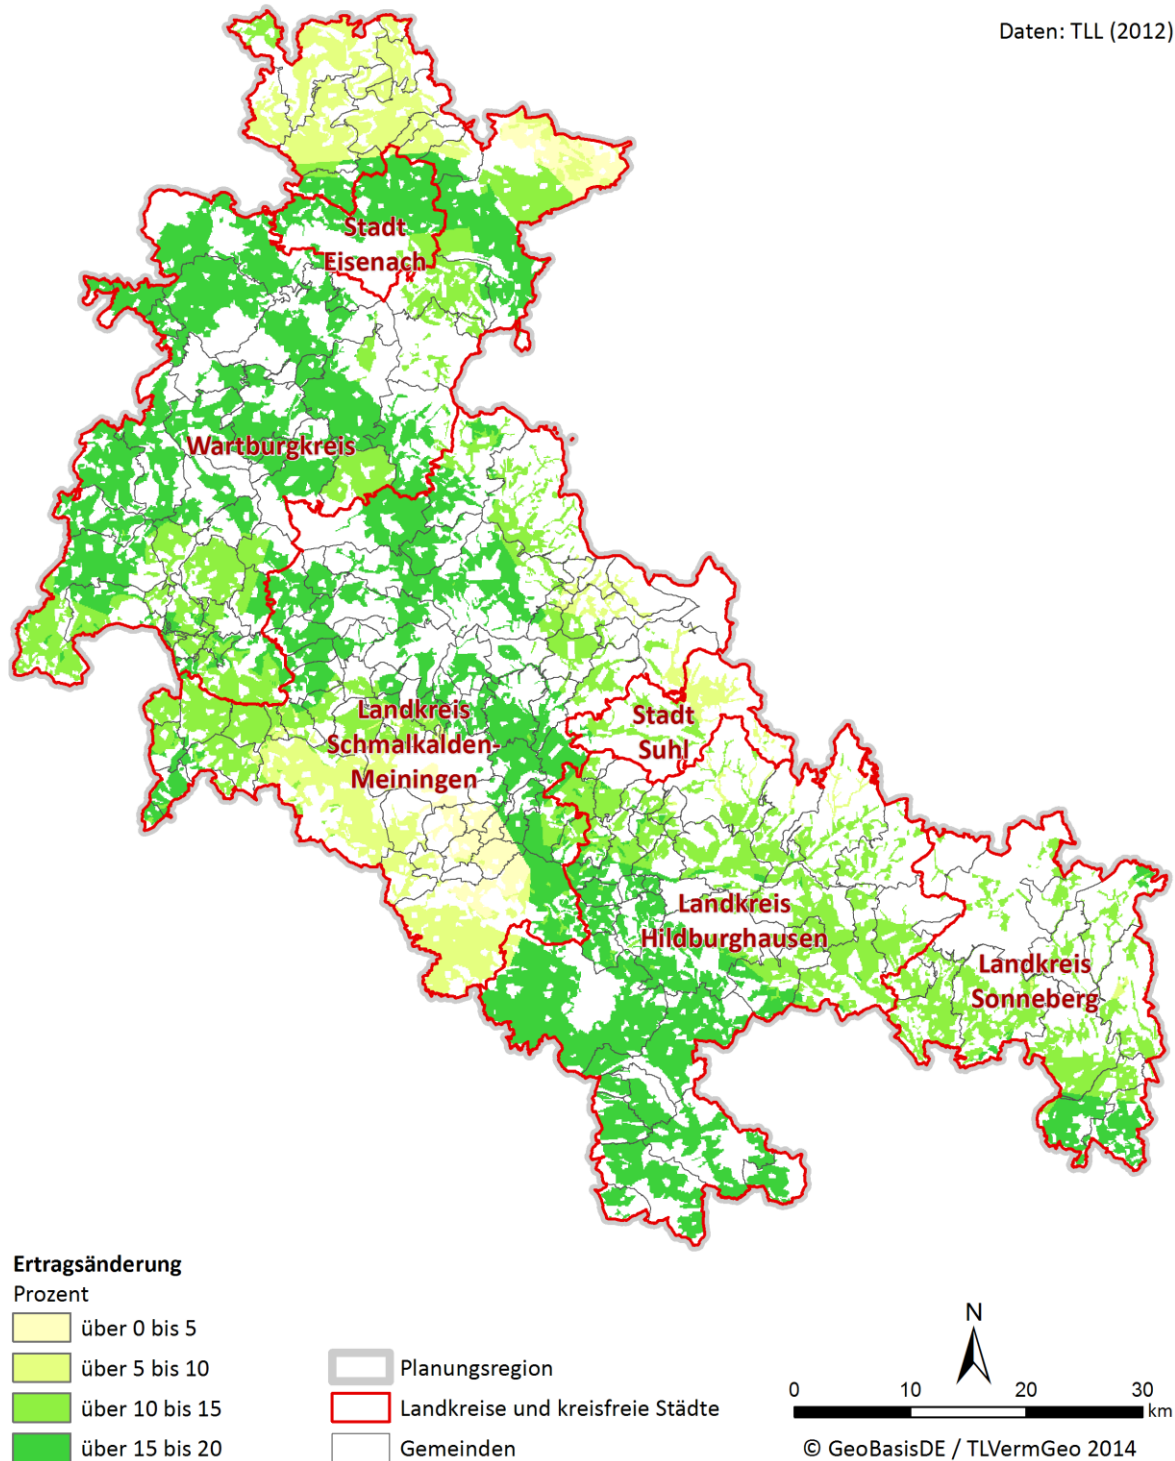 Daten: TLL (2012)
Stadt
Eisenach
Wartburgkreis
Landkreis
Schmalkalden-
Meiningen
Stadt
Suhl
Landkreis
Hildburghausen
Landkreis
Sonneberg
Ertragsänderung
Prozent
über 0 bis 5
über 5 bis 10
über 10 bis 15
über 15 bis 20
Planungsregion
Landkreise und kreisfreie Städte
Gemeinden
N
0 10 20 30
km
© GeoBasisDE / TLVermGeo 2014